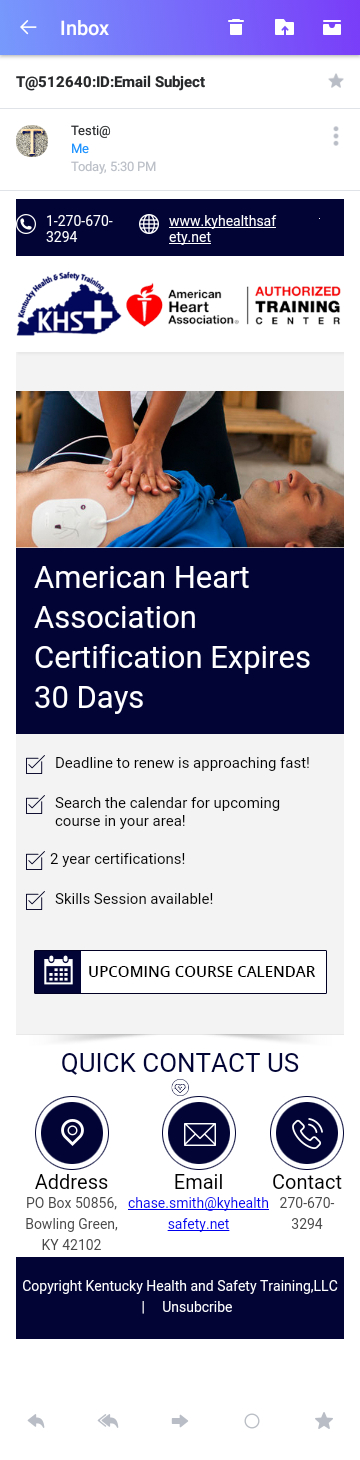 Inbox
T@512640:ID:Email Subject
Testi@
Me
Today, 5:30 PM
1-270-670-
3294
www.kyhealthsaf
ety.net
Kentucky Health & Safety Training
KHS
American
Heart
Association®
AUTHORIZED
TRAINING
CENTER
American Heart
Association
Certification Expires
30 Days
Deadline to renew is approaching fast!
Search the calendar for upcoming
course in your area!
2 year certifications!
Skills Session available!
UPCOMING COURSE CALENDAR
QUICK CONTACT US
Address
PO Box 50856,
Bowling Green,
KY 42102
Email
chase.smith@kyhealth
safety.net
Contact
270-670-
3294
Copyright Kentucky Health and Safety Training,LLC
| Unsubcribe